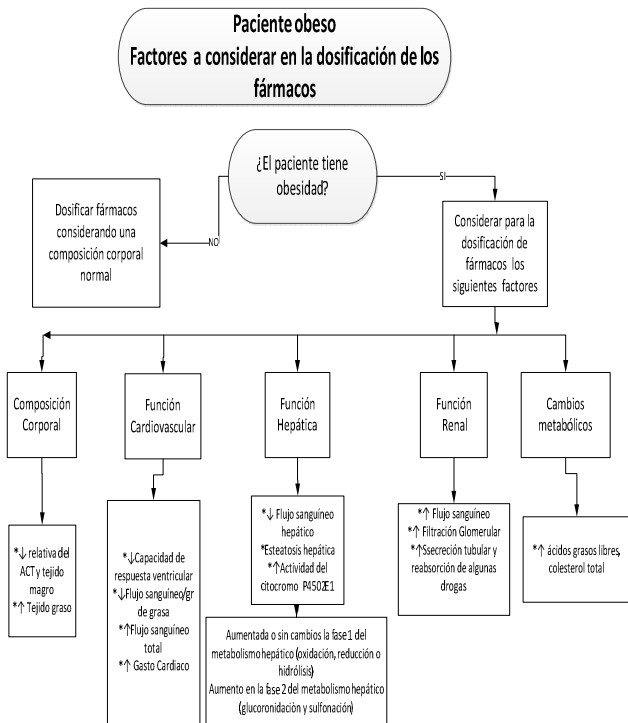 Paciente obeso
Factores a considerar en la dosificación de los
fármacos
¿El paciente tiene
obesidad?
SI
NO
Dosificar fármacos
considerando una
composición corporal
normal
Considerar para la
dosificación de
fármacos los
siguientes factores
Composición
Corporal
Función
Cardiovascular
Función
Hepática
Función
Renal
Cambios
metabólicos
*↓ relativa del
ACT y tejido
magro
*↑ Tejido graso
*↓Capacidad de
respuesta ventricular
*↓Flujo sanguíneo/gr
de grasa
*↑Flujo sanguíneo
total
*↑ Gasto Cardiaco
*↓ Flujo sanguíneo
hepático
*Esteatosis hepática
*↑Actividad del
citocromo P4502E1
Aumentada o sin cambios la fase 1 del
metabolismo hepático (oxidación, reducción o
hidrólisis)
Aumento en la fase 2 del metabolismo hepático
(glucoronidación y sulfonación)
*↑ Flujo sanguíneo
*↑ Filtración Glomerular
*↑Ssecreción tubular y
reabsorción de algunas
drogas
*↑ ácidos grasos libres,
colesterol total